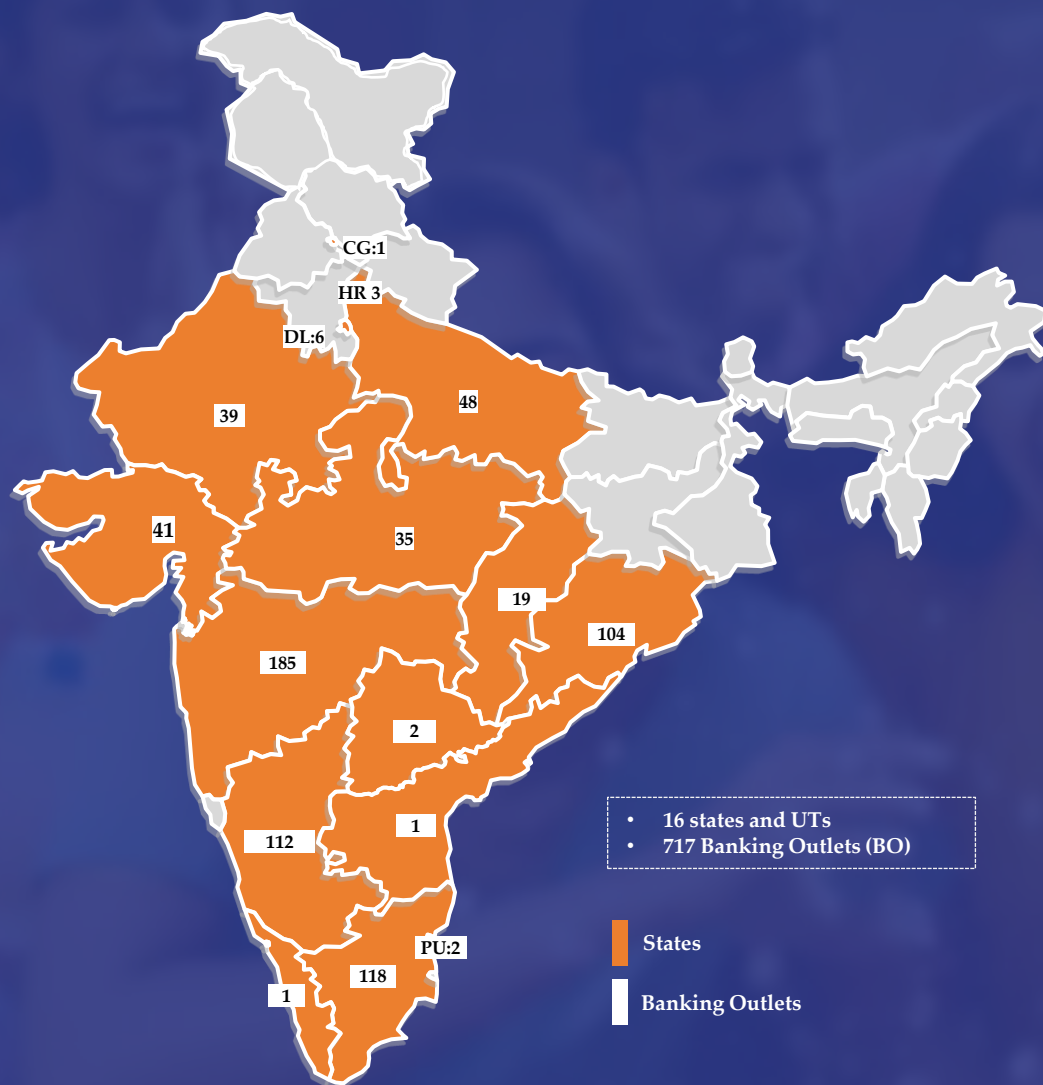 CG:1
HR 3
DL:6
48
39
41
35
19
104
185
2
1
112
• 16 states and UTs
• 717 Banking Outlets (BO)
PU:2
118
1
States
Banking Outlets